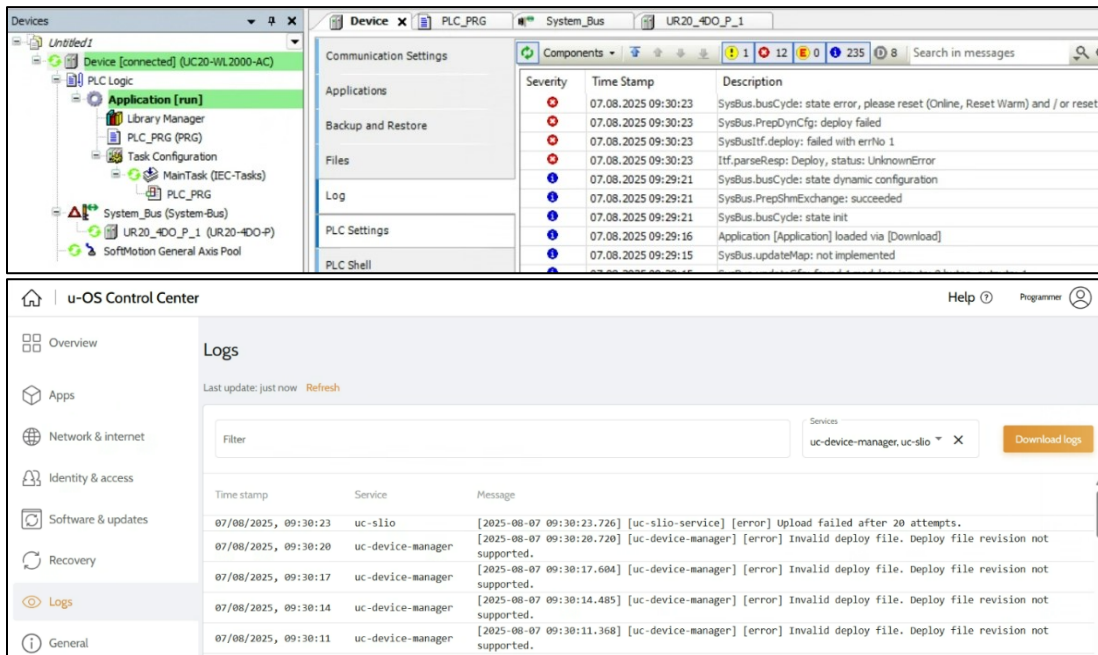 Devices
Device
PLC_PRG
System_Bus
UR20_4DO_P_1
Untitled1
Device [connected] (UC20-WL2000-AC)
PLC Logic
Application [run]
Library Manager
PLC_PRG (PRG)
Task Configuration
MainTask (IEC-Tasks)
PLC_PRG
System_Bus (System-Bus)
UR20_4DO_P_1 (UR20-4DO-P)
SoftMotion General Axis Pool
Communication Settings
Applications
Backup and Restore
Files
Log
PLC Settings
PLC Shell
Components
1
12
0
235
8
Search in messages
Severity Time Stamp Description
07.08.2025 09:30:23 SysBus.busCycle: state error, please reset (Online, Reset Warm) and / or reset
07.08.2025 09:30:23 SysBus.PrepDynCfg: deploy failed
07.08.2025 09:30:23 SysBusItf.deploy: failed with errNo 1
07.08.2025 09:30:23 Itf.parseResp: Deploy, status: UnknownError
07.08.2025 09:29:21 SysBus.busCycle: state dynamic configuration
07.08.2025 09:29:21 SysBus.PrepShmExchange: succeeded
07.08.2025 09:29:21 SysBus.busCycle: state init
07.08.2025 09:29:16 Application [Application] loaded via [Download]
07.08.2025 09:29:15 SysBus.updateMap: not implemented
u-OS Control Center
Help
Programmer
Overview
Apps
Network & internet
Identity & access
Software & updates
Recovery
Logs
General
Logs
Last update: just now Refresh
Filter
Services
uc-device-manager, uc-slio
Download logs
Time stamp Service Message
07/08/2025, 09:30:23 uc-slio [2025-08-07 09:30:23.726] [uc-slio-service] [error] Upload failed after 20 attempts.
07/08/2025, 09:30:20 uc-device-manager [2025-08-07 09:30:20.720] [uc-device-manager] [error] Invalid deploy file. Deploy file revision not
supported.
07/08/2025, 09:30:17 uc-device-manager [2025-08-07 09:30:17.604] [uc-device-manager] [error] Invalid deploy file. Deploy file revision not
supported.
07/08/2025, 09:30:14 uc-device-manager [2025-08-07 09:30:14.485] [uc-device-manager] [error] Invalid deploy file. Deploy file revision not
supported.
07/08/2025, 09:30:11 uc-device-manager [2025-08-07 09:30:11.368] [uc-device-manager] [error] Invalid deploy file. Deploy file revision not
supported.